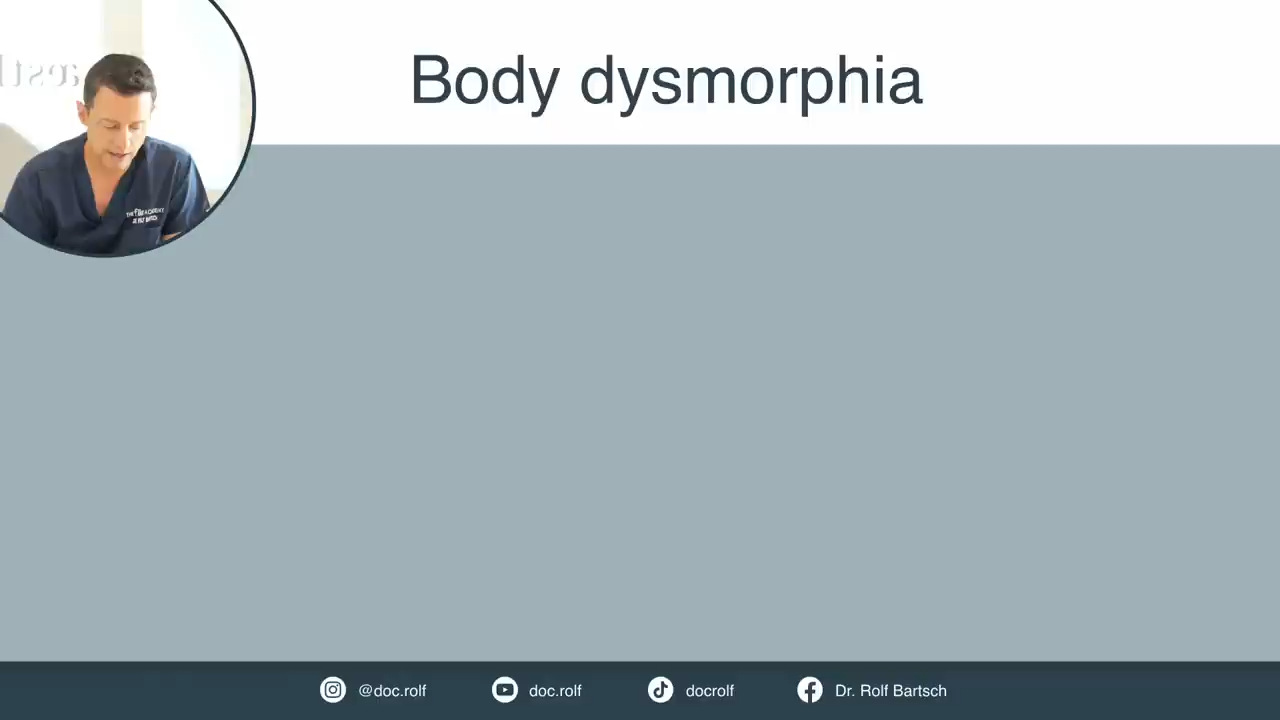 Body dysmorphia
@doc.rolf
doc.rolf
docrolf
Dr. Rolf Bartsch